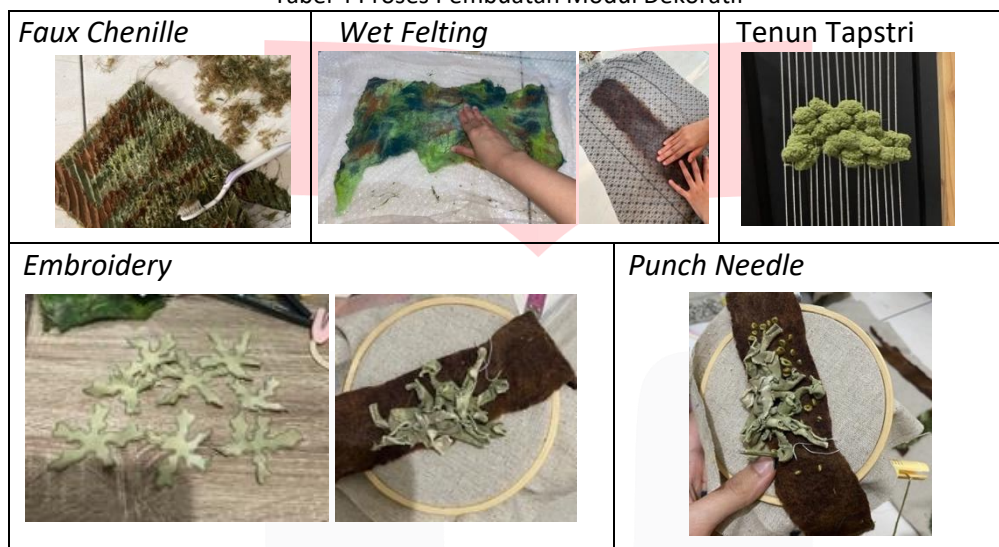 Tabel 4 Proses Pembuatan Modul Dekoratif
Faux Chenille
Wet Felting
Tenun Tapstri
Embroidery
Punch Needle